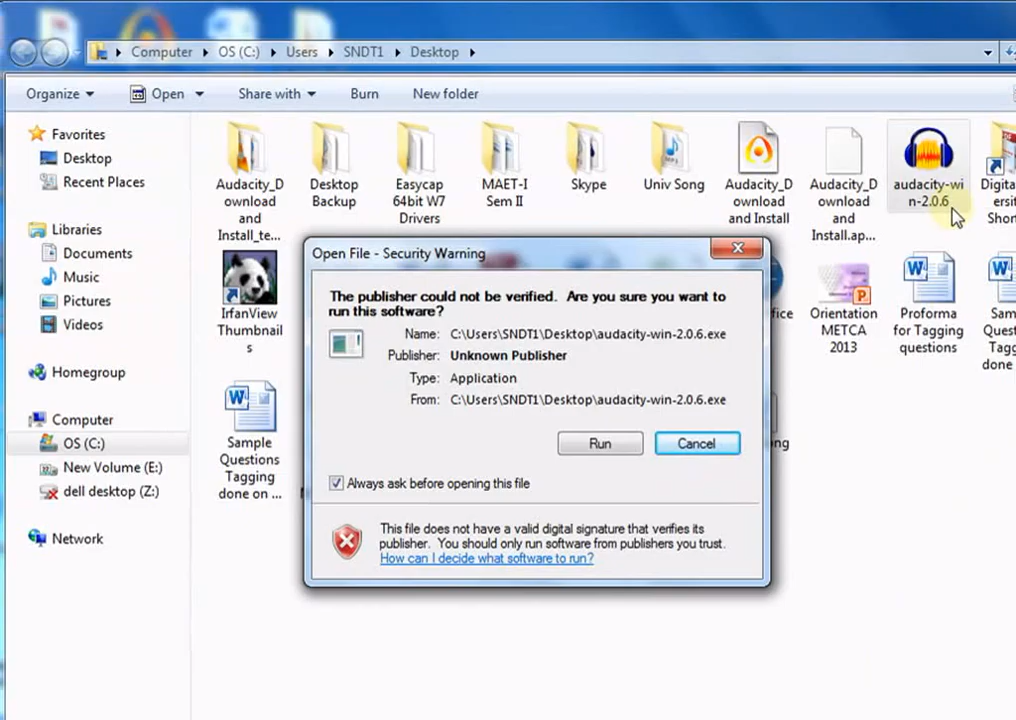 Computer OS (C:) Users SNDT1 Desktop
Organize Open Share with Burn New folder
Favorites
Desktop
Recent Places
Libraries
Documents
Music
Pictures
Videos
Homegroup
Computer
OS (C:)
New Volume (E:)
dell desktop (Z:)
Network
Audacity_D
ownload
and
Install_te...
Desktop
Backup
Easycap
64bit W7
Drivers
MAET-I
Sem II
Skype
Univ Song
Audacity_D
ownload
and Install
Audacity_D
ownload
and
Install.ap...
audacity-wi
n-2.0.6
Digita
ersit
Shor
IrfanView
Thumbnail
s
Orientation
METCA
2013
Proforma
for Tagging
questions
Sam
Questi
Tagg
done
Sample
Questions
Tagging
done on ...
Open File - Security Warning
The publisher could not be verified. Are you sure you want to
run this software?
Name: C:\Users\SNDT1\Desktop\audacity-win-2.0.6.exe
Publisher: Unknown Publisher
Type: Application
From: C:\Users\SNDT1\Desktop\audacity-win-2.0.6.exe
Run Cancel
Always ask before opening this file
This file does not have a valid digital signature that verifies its
publisher. You should only run software from publishers you trust.
How can I decide what software to run?